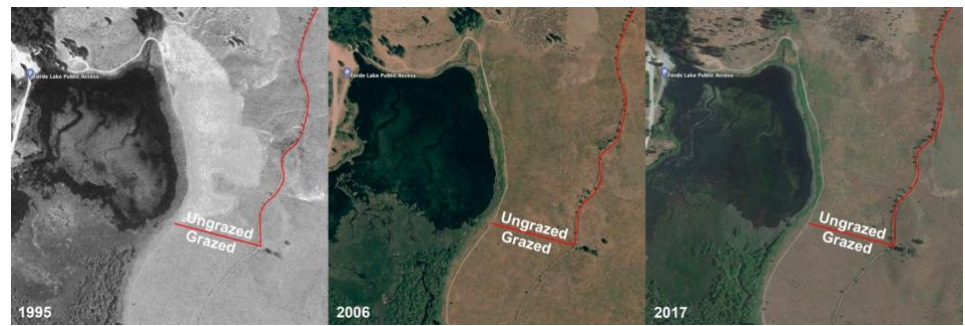 Forde Lake Public Access
Ungrazed
Grazed
1995
Forde Lake Public Access
Ungrazed
Grazed
2006
Forde Lake Public Access
Ungrazed
Grazed
2017